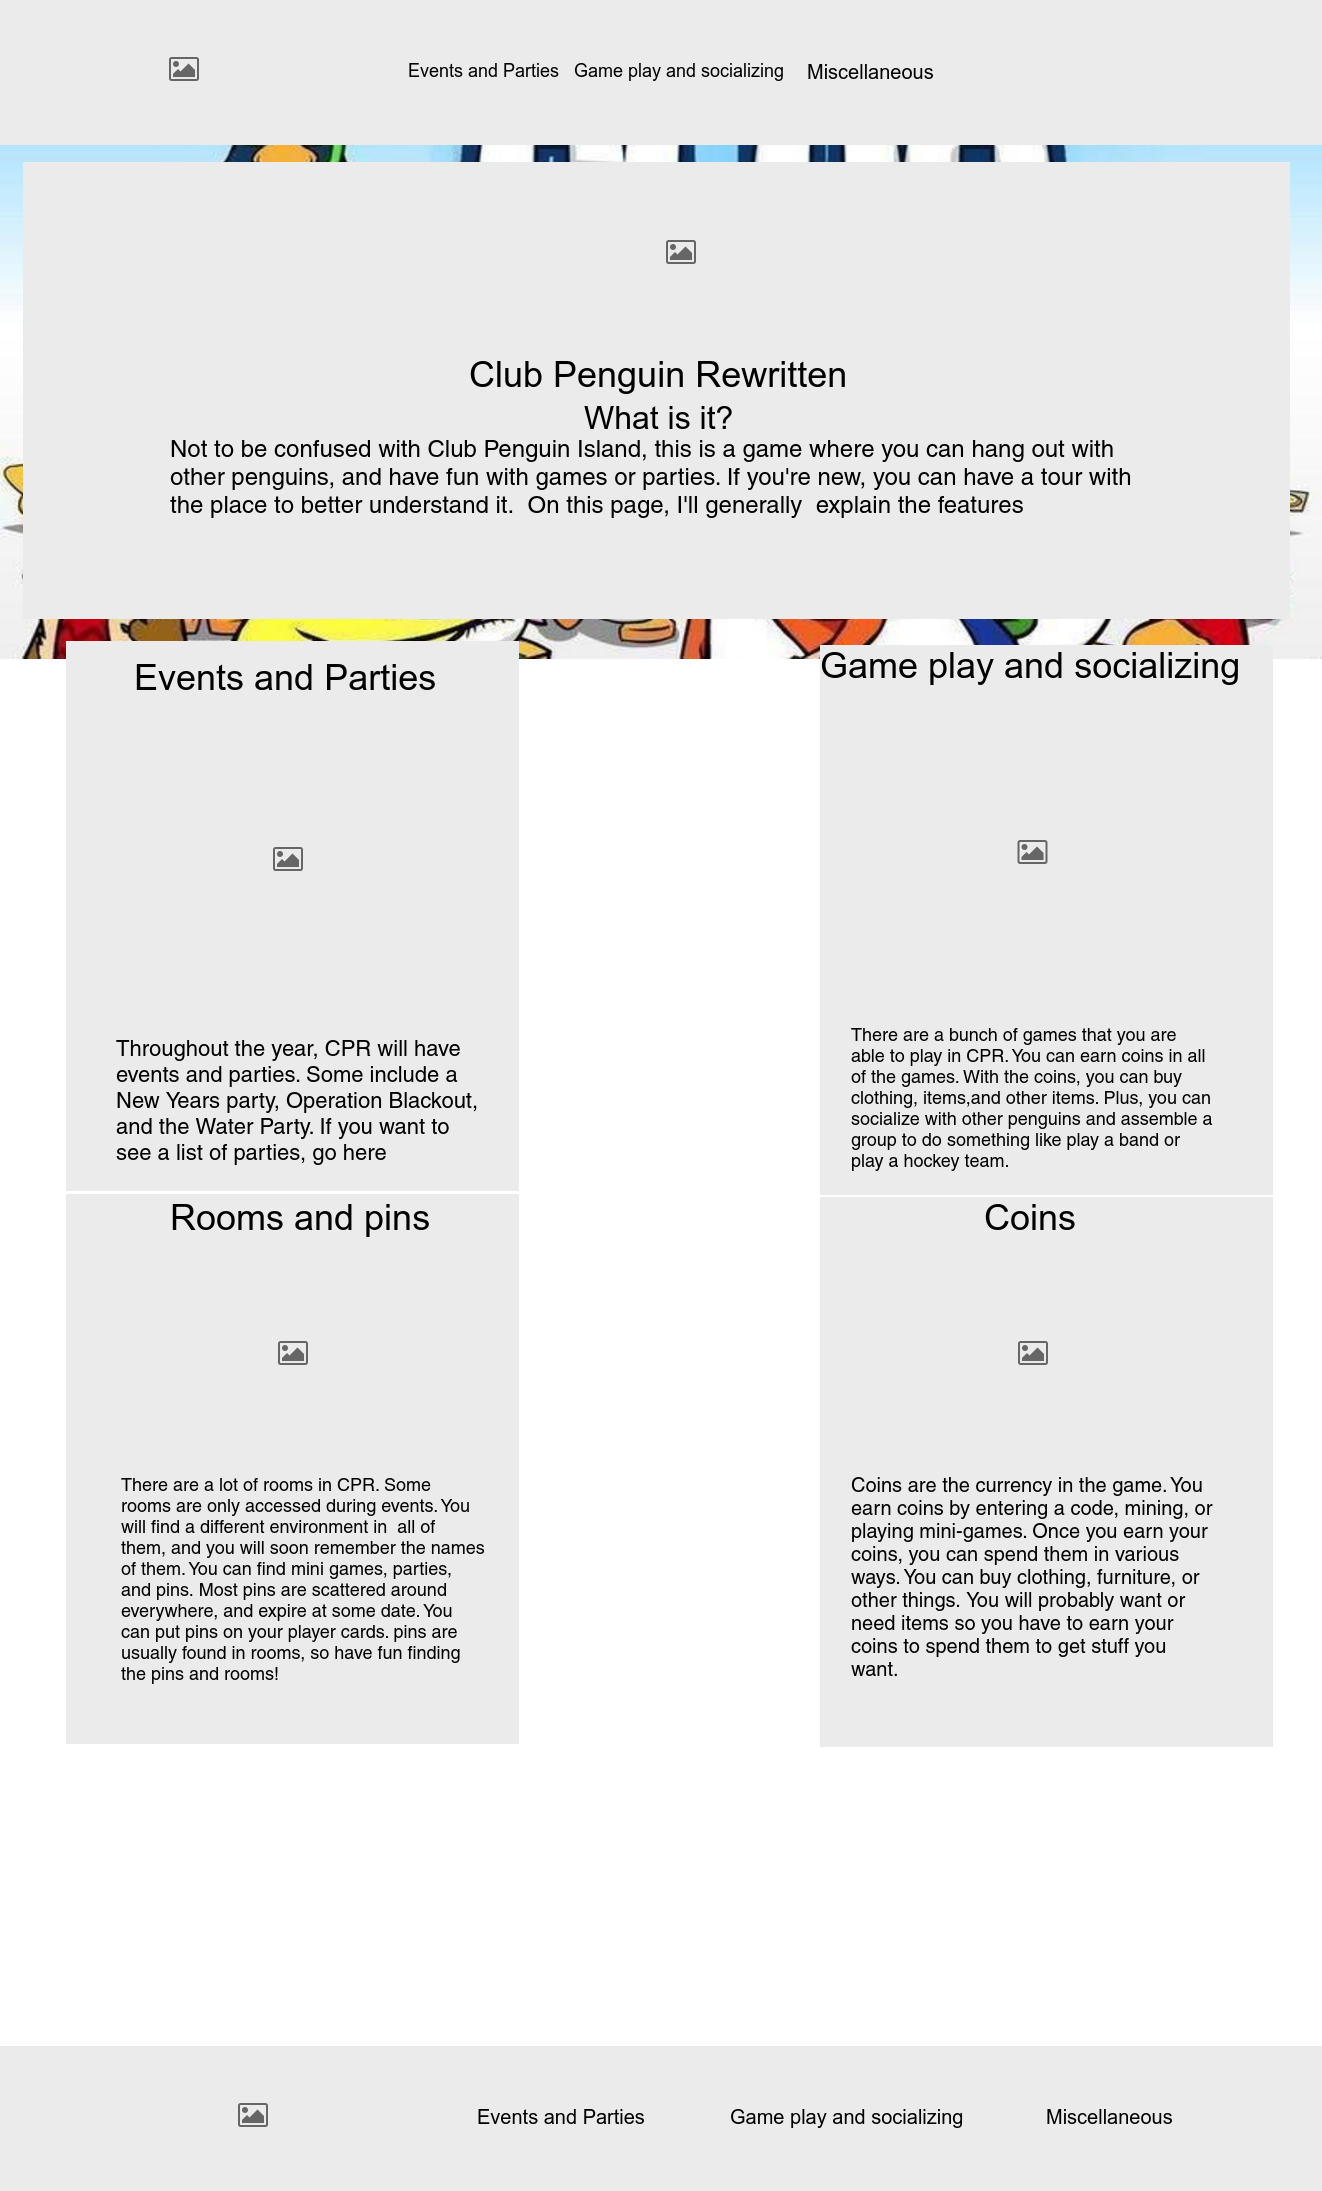 Events and Parties Game play and socializing Miscellaneous
Club Penguin Rewritten
What is it?
Not to be confused with Club Penguin Island, this is a game where you can hang out with
other penguins, and have fun with games or parties. If you're new, you can have a tour with
the place to better understand it.  On this page, I'll generally  explain the features
Events and Parties
Throughout the year, CPR will have
events and parties. Some include a
New Years party, Operation Blackout,
and the Water Party. If you want to
see a list of parties, go here
Game play and socializing
There are a bunch of games that you are
able to play in CPR. You can earn coins in all
of the games. With the coins, you can buy
clothing, items,and other items. Plus, you can
socialize with other penguins and assemble a
group to do something like play a band or
play a hockey team.
Rooms and pins
There are a lot of rooms in CPR. Some
rooms are only accessed during events. You
will find a different environment in  all of
them, and you will soon remember the names
of them. You can find mini games, parties,
and pins. Most pins are scattered around
everywhere, and expire at some date. You
can put pins on your player cards. pins are
usually found in rooms, so have fun finding
the pins and rooms!
Coins
Coins are the currency in the game. You
earn coins by entering a code, mining, or
playing mini-games. Once you earn your
coins, you can spend them in various
ways. You can buy clothing, furniture, or
other things. You will probably want or
need items so you have to earn your
coins to spend them to get stuff you
want.
Events and Parties Game play and socializing Miscellaneous